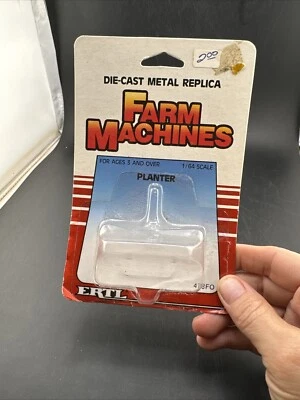 2.00
DIE-CAST METAL REPLICA
FARM
MACHINES
FOR AGES 3 AND OVER 1/64 SCALE
PLANTER
ERTL